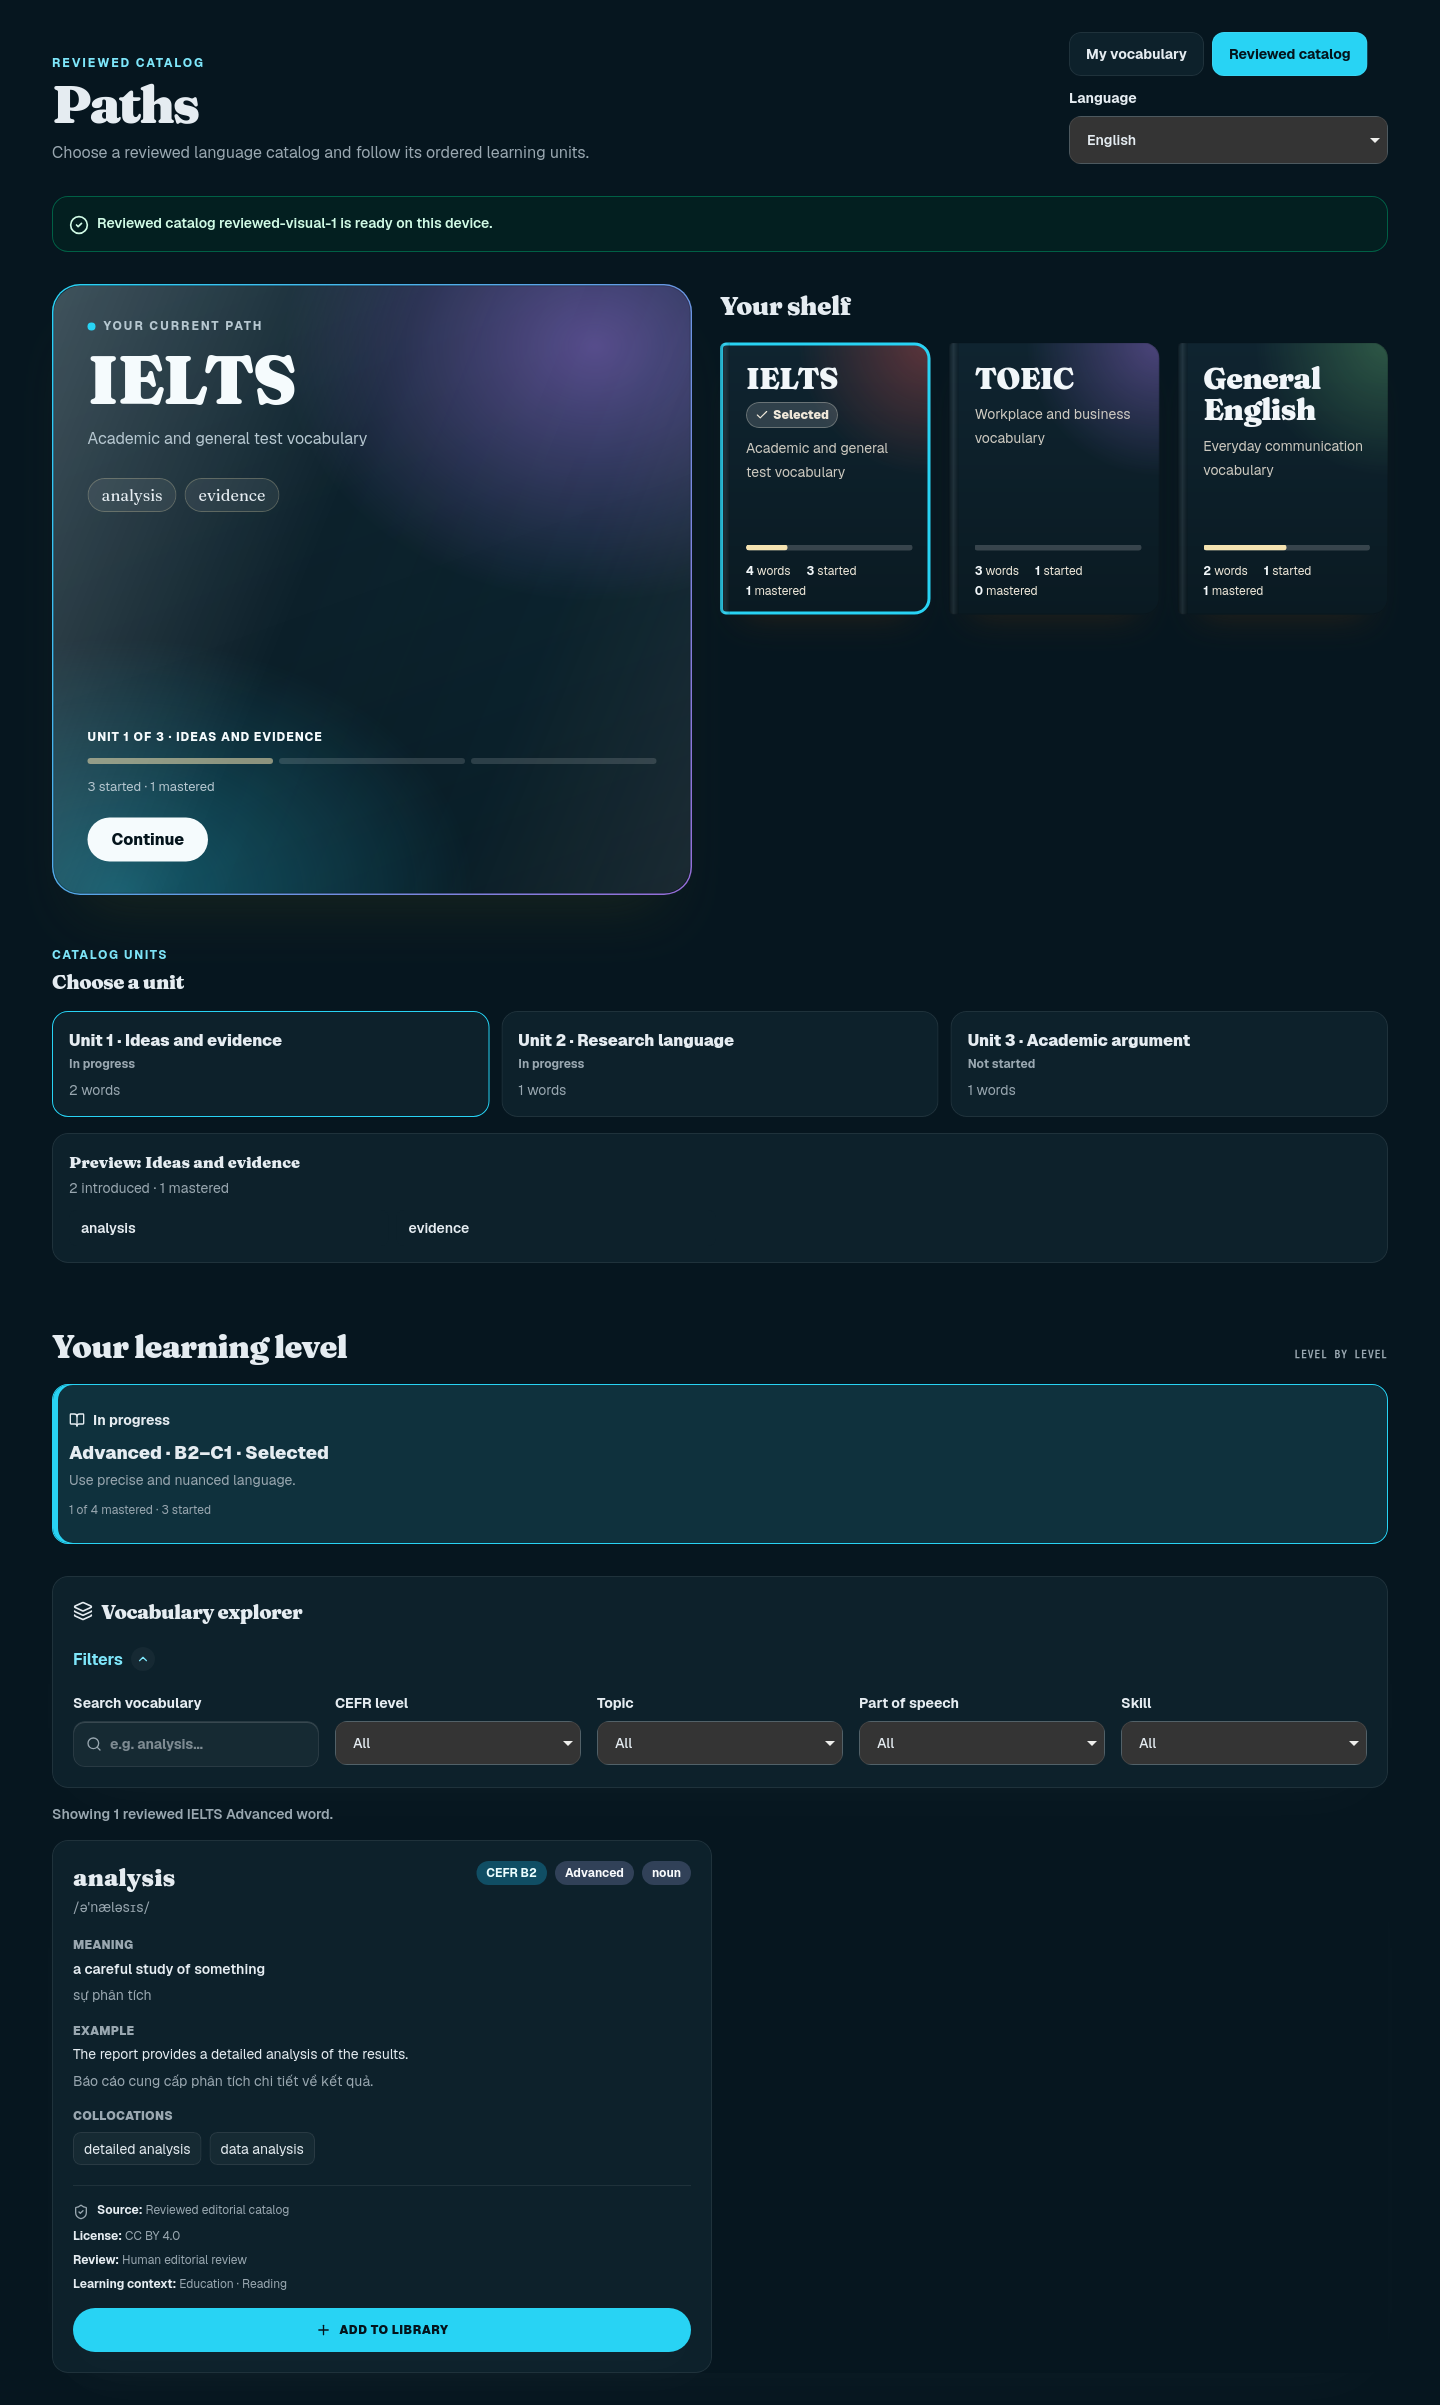 REVIEWED CATALOG
Paths
Choose a reviewed language catalog and follow its ordered learning units.
My vocabulary
Reviewed catalog
Language
English
Reviewed catalog reviewed-visual-1 is ready on this device.
YOUR CURRENT PATH
IELTS
Academic and general test vocabulary
analysis
evidence
UNIT 1 OF 3 · IDEAS AND EVIDENCE
3 started · 1 mastered
Continue
Your shelf
IELTS
Selected
Academic and general
test vocabulary
4 words 3 started
1 mastered
TOEIC
Workplace and business
vocabulary
3 words 1 started
0 mastered
General
English
Everyday communication
vocabulary
2 words 1 started
1 mastered
CATALOG UNITS
Choose a unit
Unit 1 · Ideas and evidence
In progress
2 words
Unit 2 · Research language
In progress
1 words
Unit 3 · Academic argument
Not started
1 words
Preview: Ideas and evidence
2 introduced · 1 mastered
analysis
evidence
Your learning level
LEVEL BY LEVEL
In progress
Advanced · B2–C1 · Selected
Use precise and nuanced language.
1 of 4 mastered · 3 started
Vocabulary explorer
Filters
Search vocabulary
e.g. analysis...
CEFR level
All
Topic
All
Part of speech
All
Skill
All
Showing 1 reviewed IELTS Advanced word.
analysis
CEFR B2
Advanced
noun
/əˈnæləsɪs/
MEANING
a careful study of something
sự phân tích
EXAMPLE
The report provides a detailed analysis of the results.
Báo cáo cung cấp phân tích chi tiết về kết quả.
COLLOCATIONS
detailed analysis
data analysis
Source: Reviewed editorial catalog
License: CC BY 4.0
Review: Human editorial review
Learning context: Education · Reading
ADD TO LIBRARY